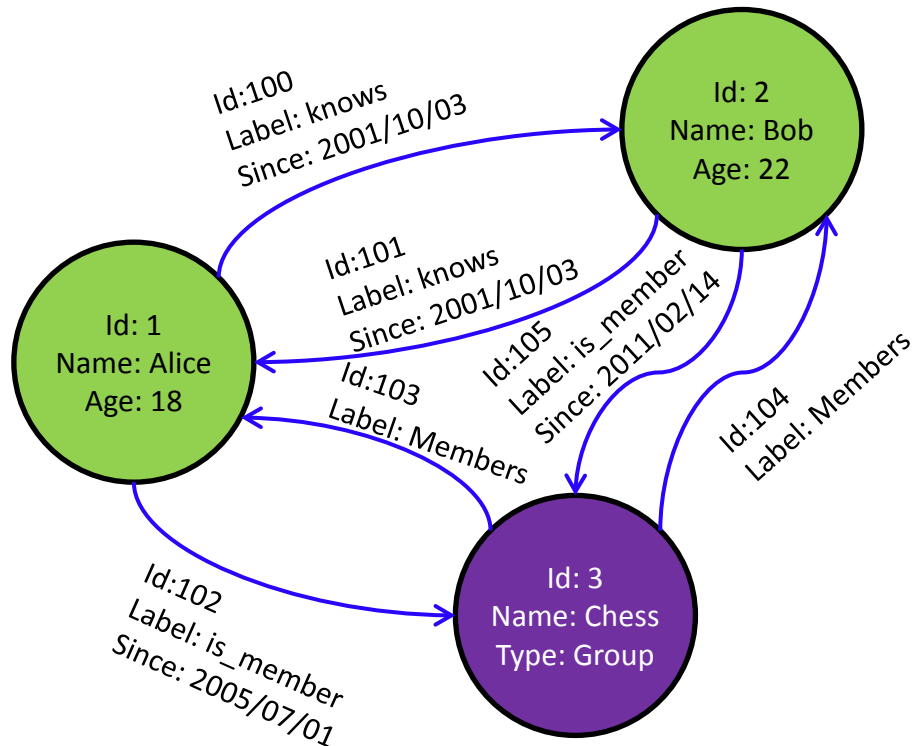 Id:100
Label: knows
Since: 2001/10/03
Id: 2
Name: Bob
Age: 22
Id:101
Label: knows
Since: 2001/10/03
Id:105
Label: is_member
Since: 2011/02/14
Id: 1
Name: Alice
Age: 18
Id:103
Label: Members
Id:104
Label: Members
Id:102
Label: is_member
Since: 2005/07/01
Id: 3
Name: Chess
Type: Group